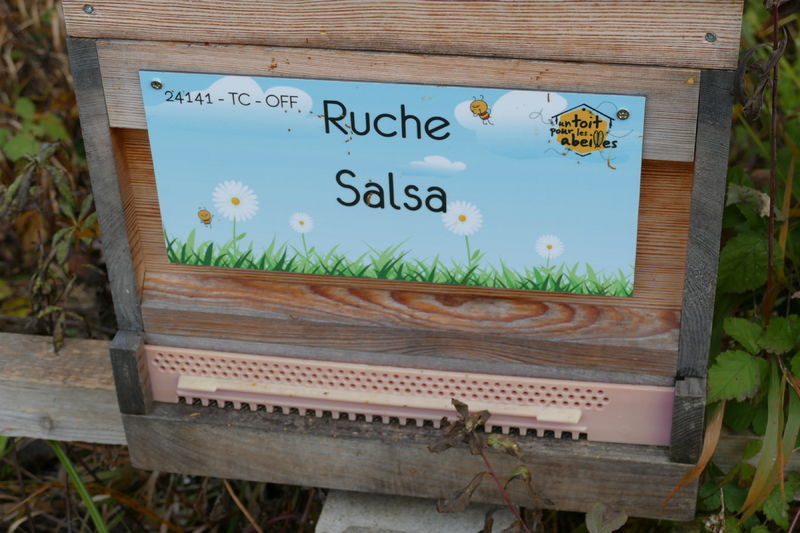 24141 - TC - OFF
Ruche
Salsa
un toit
pour les
abeilles